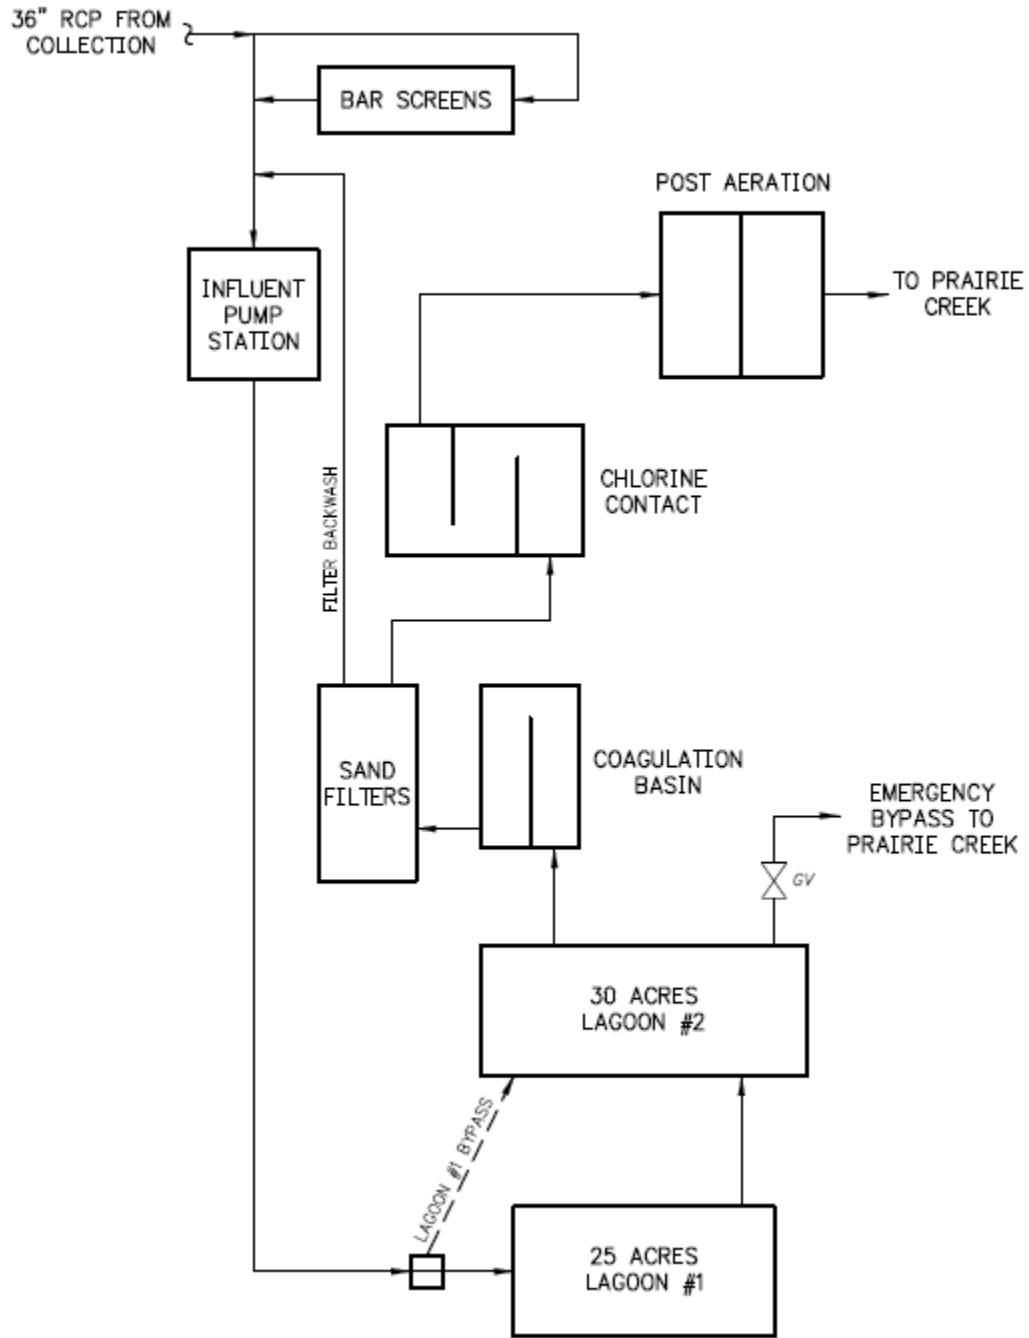 36" RCP FROM
COLLECTION
BAR SCREENS
POST AERATION
INFLUENT
PUMP
STATION
TO PRAIRIE
CREEK
FILTER BACKWASH
CHLORINE
CONTACT
SAND
FILTERS
COAGULATION
BASIN
EMERGENCY
BYPASS TO
PRAIRIE CREEK
GV
30 ACRES
LAGOON #2
LAGOON #1 BYPASS
25 ACRES
LAGOON #1